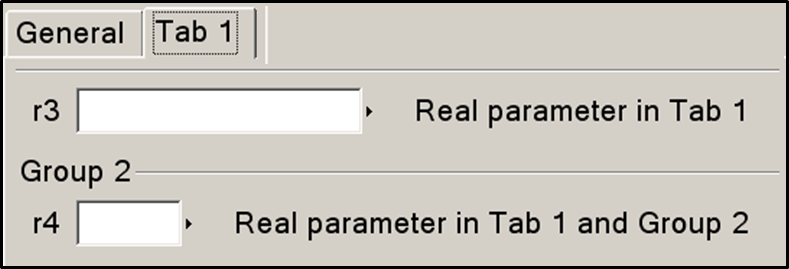 General Tab 1
r3 Real parameter in Tab 1
Group 2
r4 Real parameter in Tab 1 and Group 2